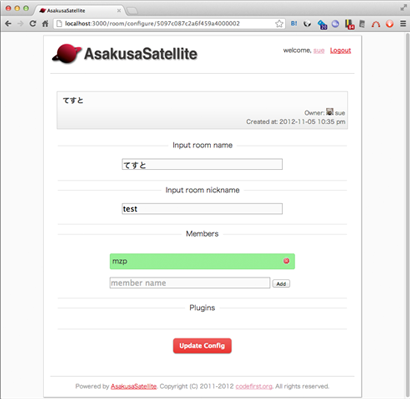 AsakusaSatellite
localhost:3000/room/configure/5097c087c2a6f459a4000002
AsakusaSatellite
welcome, sue Logout
てすと
Owner: sue
Created at: 2012-11-05 10:35 pm
Input room name
てすと
Input room nickname
test
Members
mzp
member name Add
Plugins
Update Config
Powered by AsakusaSatellite. Copyright (C) 2011-2012 codefirst.org. All rights reserved.